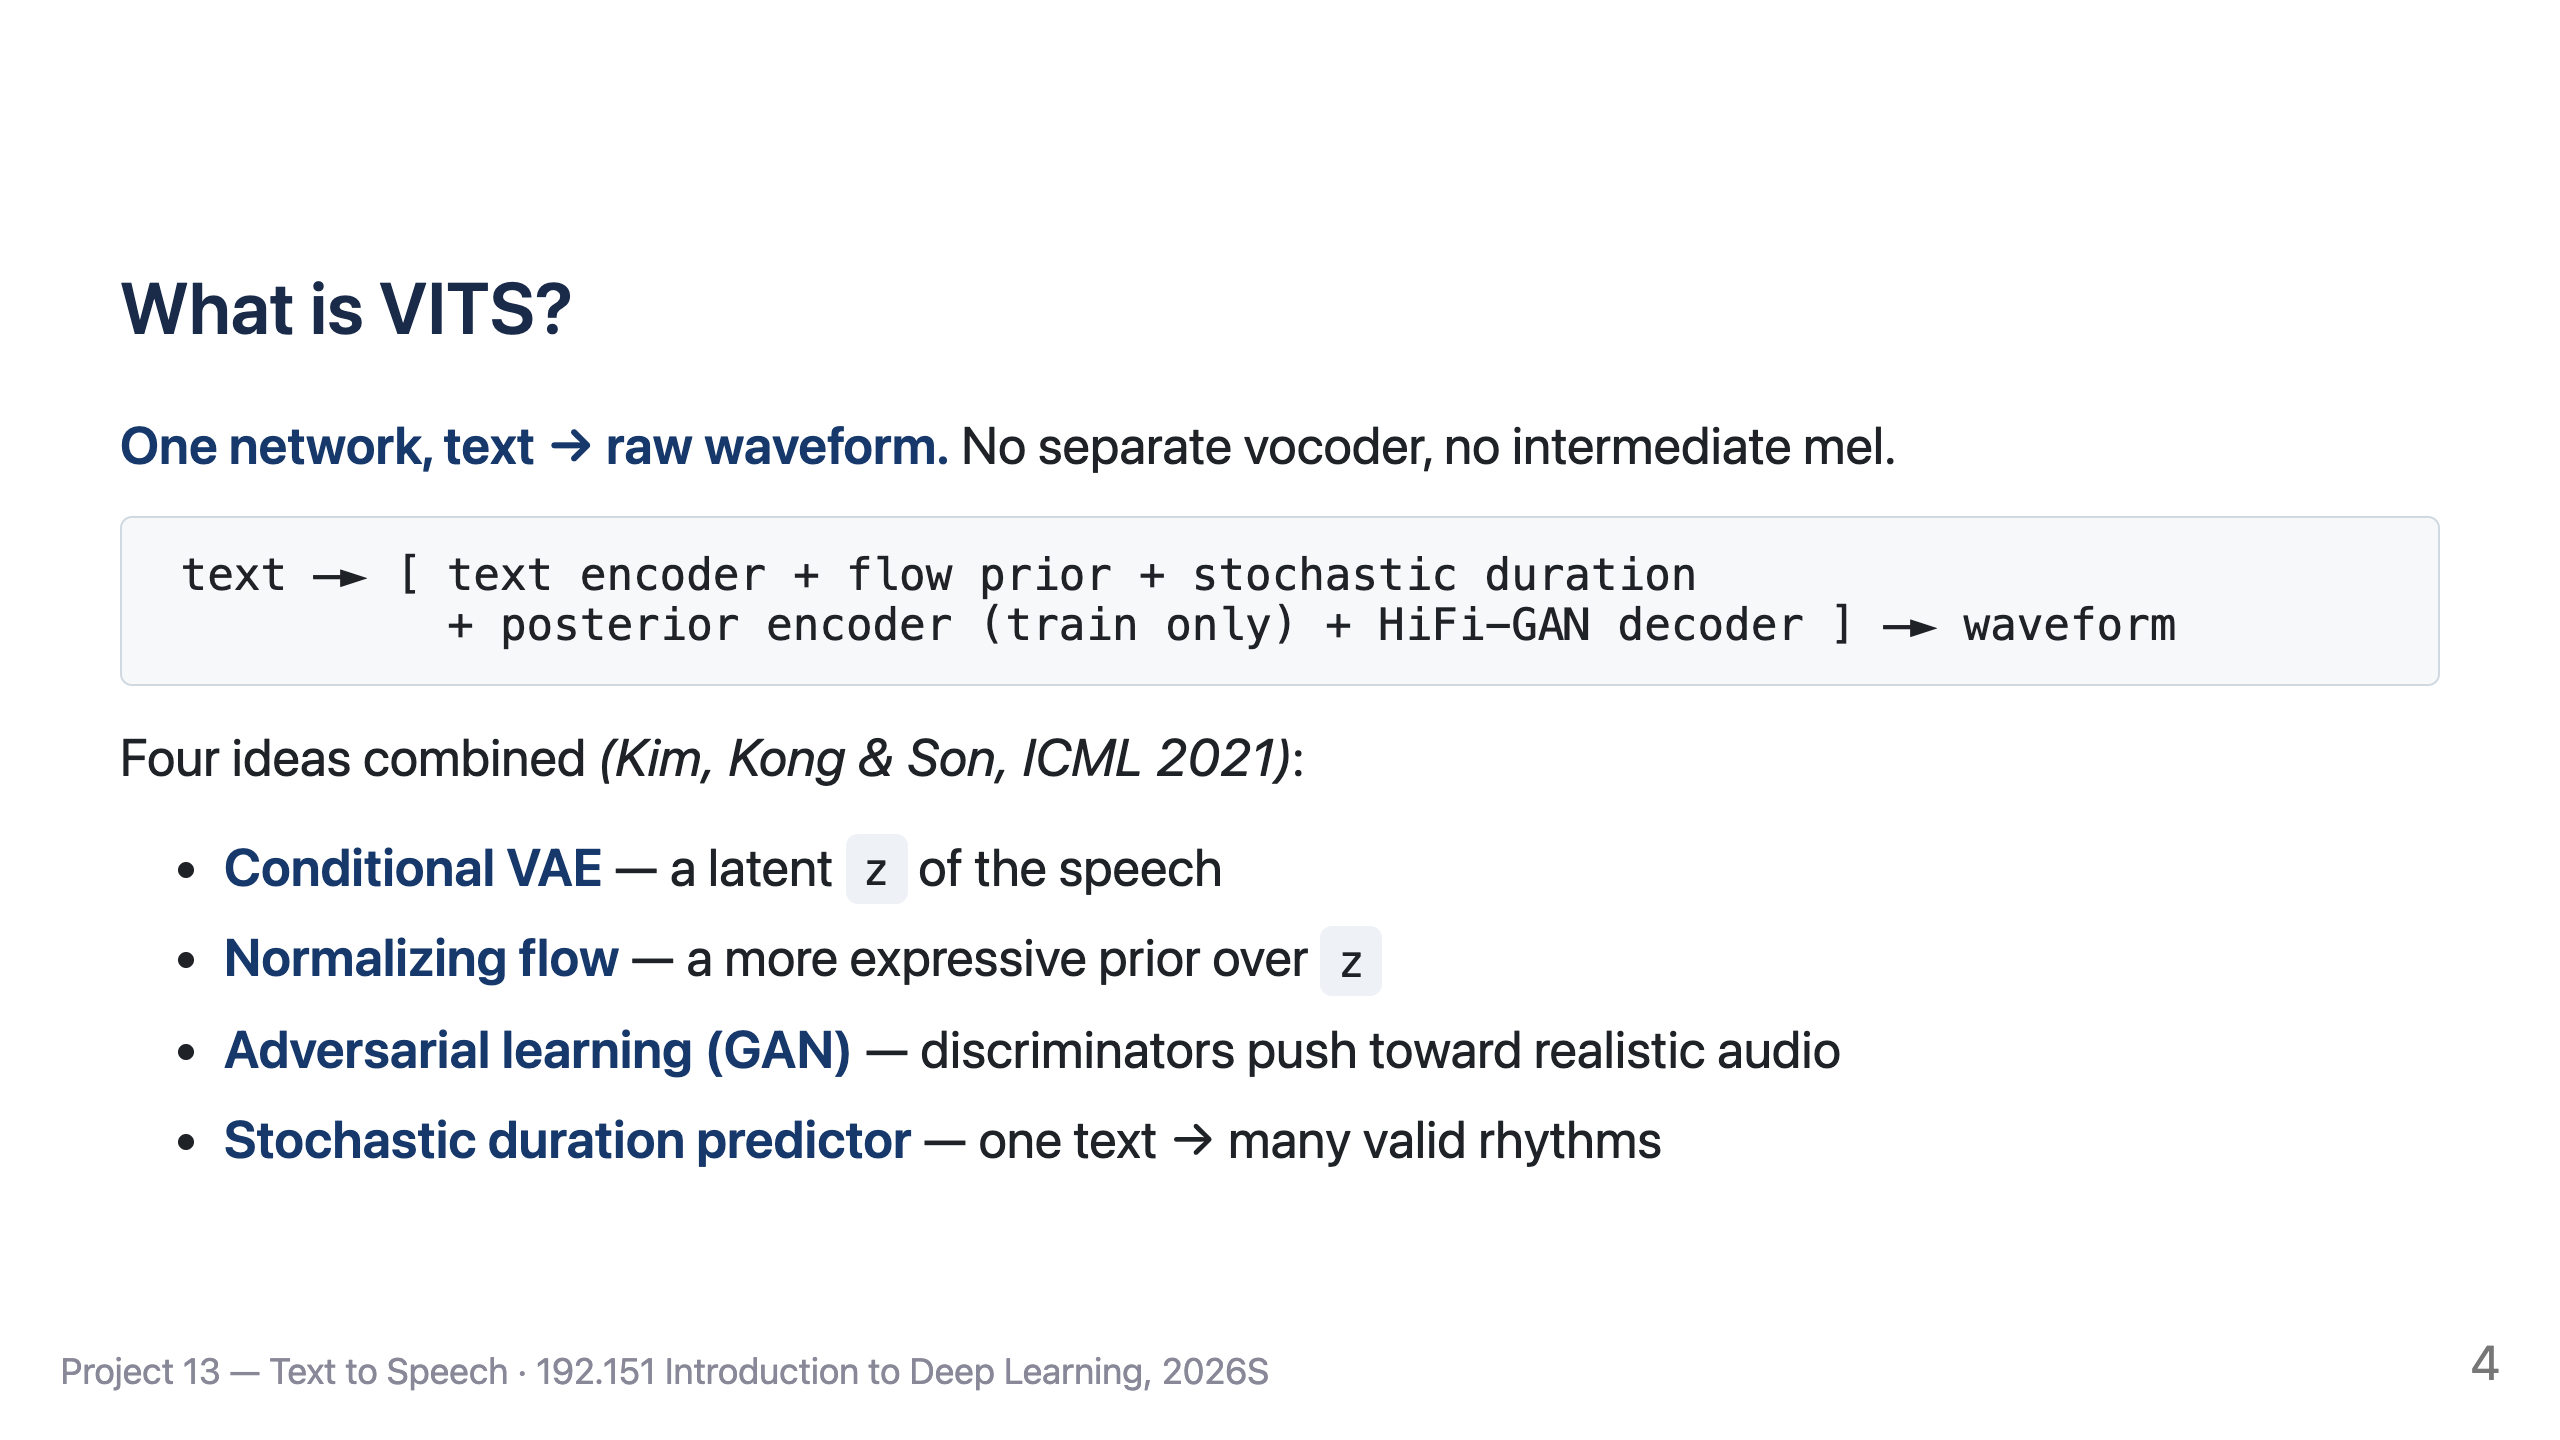 What is VITS?
One network, text → raw waveform. No separate vocoder, no intermediate mel.
text —► [ text encoder + flow prior + stochastic duration
+ posterior encoder (train only) + HiFi-GAN decoder ] —► waveform
Four ideas combined (Kim, Kong & Son, ICML 2021):
• Conditional VAE — a latent z of the speech
• Normalizing flow — a more expressive prior over z
• Adversarial learning (GAN) — discriminators push toward realistic audio
• Stochastic duration predictor — one text → many valid rhythms
Project 13 — Text to Speech · 192.151 Introduction to Deep Learning, 2026S
4